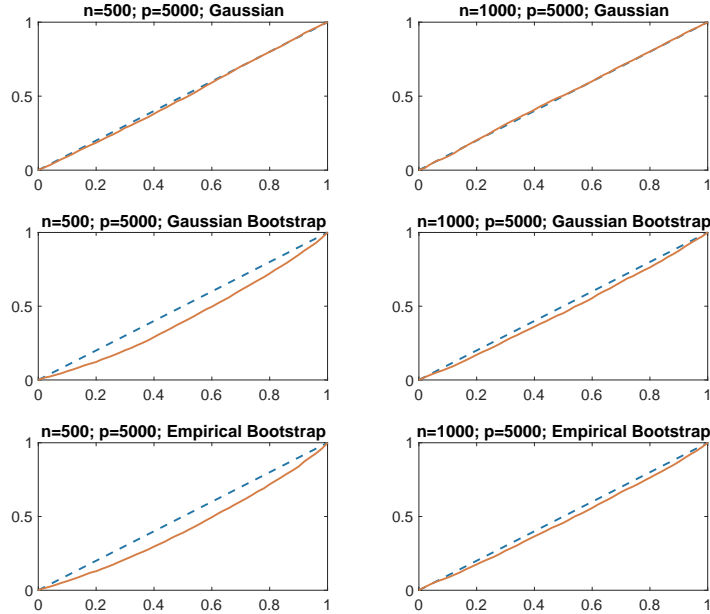 n=500; p=5000; Gaussian
1
0.5
0
0 0.2 0.4 0.6 0.8 1
n=1000; p=5000; Gaussian
1
0.5
0
0 0.2 0.4 0.6 0.8 1
n=500; p=5000; Gaussian Bootstrap
1
0.5
0
0 0.2 0.4 0.6 0.8 1
n=1000; p=5000; Gaussian Bootstrap
1
0.5
0
0 0.2 0.4 0.6 0.8 1
n=500; p=5000; Empirical Bootstrap
1
0.5
0
0 0.2 0.4 0.6 0.8 1
n=1000; p=5000; Empirical Bootstrap
1
0.5
0
0 0.2 0.4 0.6 0.8 1